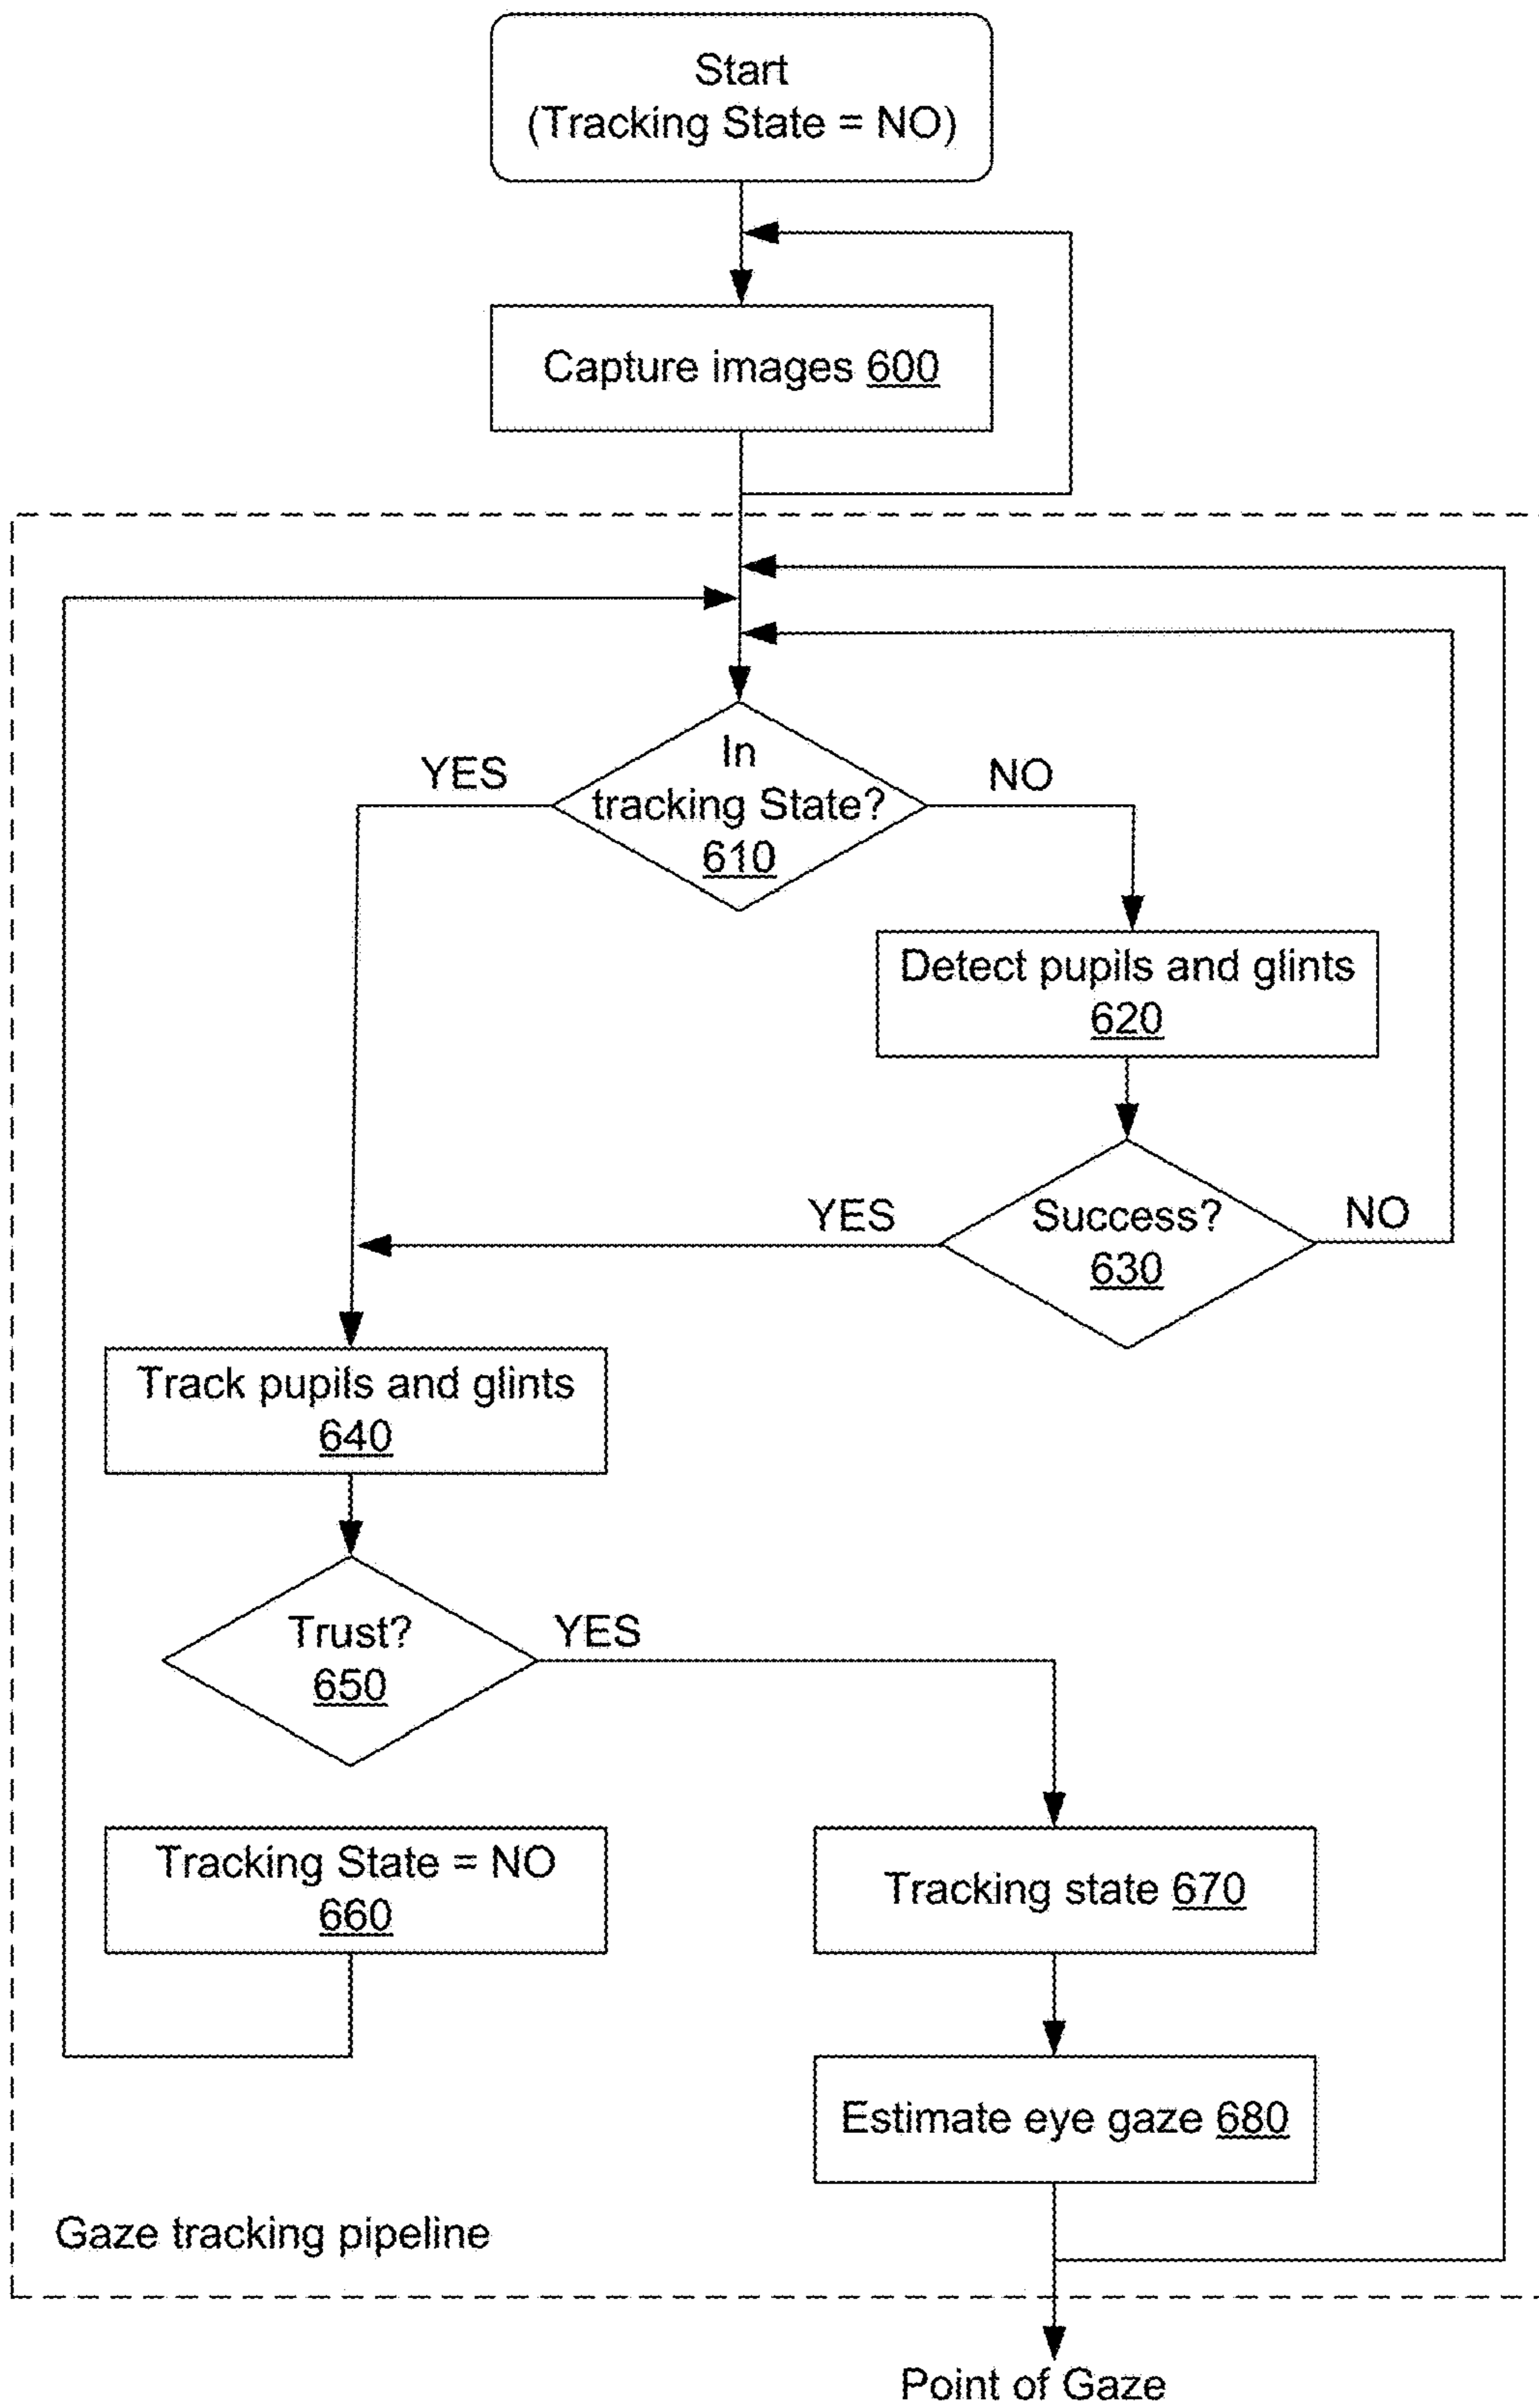 Start
(Tracking State = NO)
Capture images 600
In
tracking State?
610
YES
NO
Detect pupils and glints
620
Success?
630
YES
NO
Track pupils and glints
640
Trust?
650
YES
Tracking State = NO
660
Tracking state 670
Estimate eye gaze 680
Gaze tracking pipeline
Point of Gaze